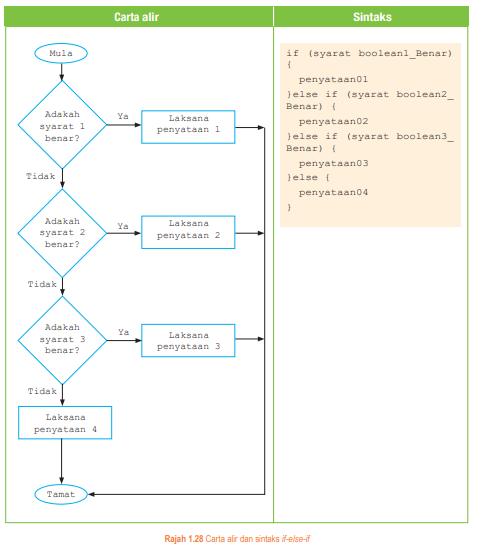 Carta alir
Sintaks
Mula
Adakah
syarat 1
benar?
Ya
Laksana
penyataan 1
Tidak
Adakah
syarat 2
benar?
Ya
Laksana
penyataan 2
Tidak
Adakah
syarat 3
benar?
Ya
Laksana
penyataan 3
Tidak
Laksana
penyataan 4
Tamat
if (syarat boolean1_Benar)
{
penyataan01
}else if (syarat boolean2_
Benar) {
penyataan02
}else if (syarat boolean3_
Benar) {
penyataan03
}else {
penyataan04
}
Rajah 1.28 Carta alir dan sintaks if-else-if